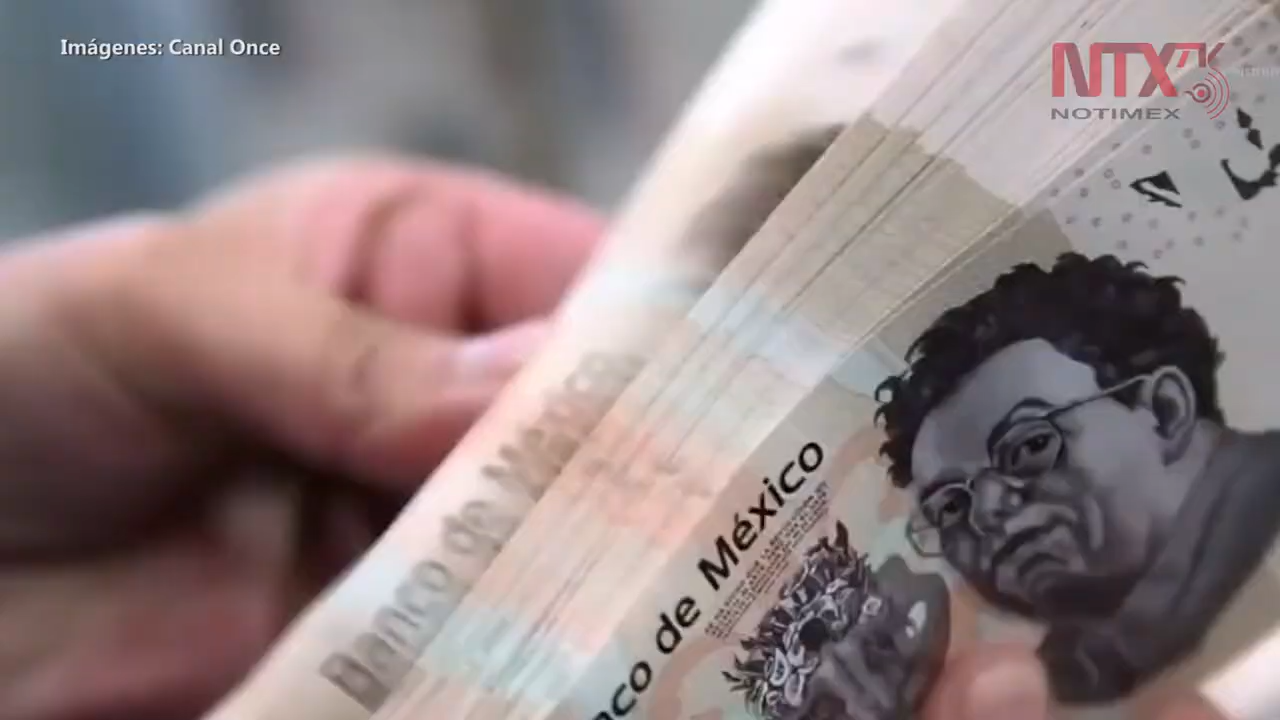 Imágenes: Canal Once
NTX
NOTIMEX
Banco de México
nco de México